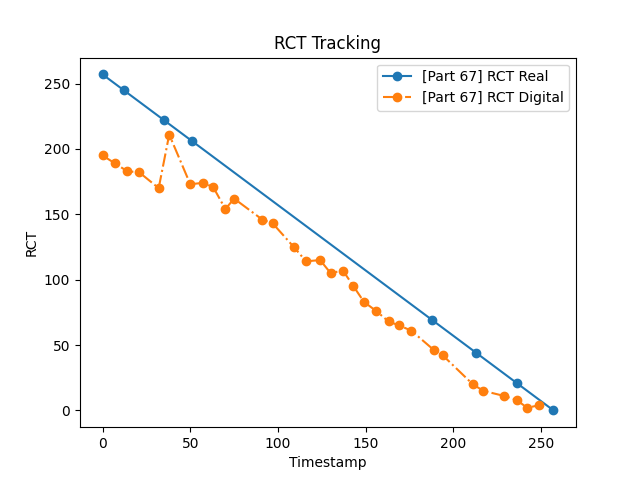 RCT Tracking
[Part 67] RCT Real
[Part 67] RCT Digital
RCT
250
200
150
100
50
0
0 50 100 150 200 250
Timestamp